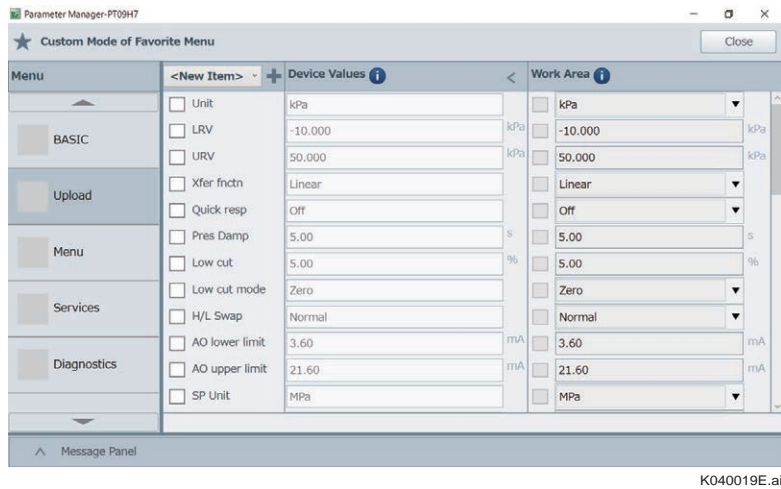 Parameter Manager-PT09H7
Custom Mode of Favorite Menu
Close
Menu
<New Item>
Device Values
<
Work Area
BASIC
Upload
Menu
Services
Diagnostics
Unit kPa kPa
LRV -10.000 kPa -10.000 kPa
URV 50.000 kPa 50.000 kPa
Xfer fnctn Linear Linear
Quick resp Off Off
Pres Damp 5.00 s 5.00 s
Low cut 5.00 % 5.00 %
Low cut mode Zero Zero
H/L Swap Normal Normal
AO lower limit 3.60 mA 3.60 mA
AO upper limit 21.60 mA 21.60 mA
SP Unit MPa MPa
Message Panel
K040019E.ai